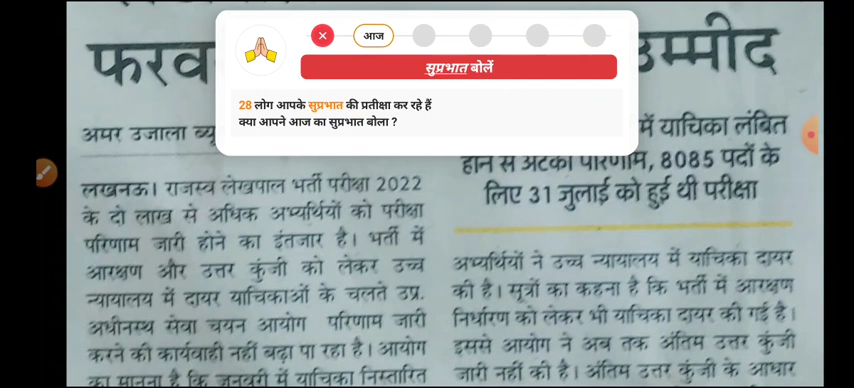 आज
सुप्रभात बोलें
28 लोग आपके सुप्रभात की प्रतीक्षा कर रहे हैं
क्या आपने आज का सुप्रभात बोला ?
फरव
उम्मीद
अमर उजाला ब्यू
लखनऊ। राजस्व लेखपाल भर्ती परीक्षा 2022
के दो लाख से अधिक अभ्यर्थियों को परीक्षा
परिणाम जारी होने का इंतजार है। भर्ती में
आरक्षण और उत्तर कुंजी को लेकर उच्च
न्यायालय में दायर याचिकाओं के चलते उप्र.
अधीनस्थ सेवा चयन आयोग परिणाम जारी
करने की कार्यवाही नहीं बढ़ा पा रहा है। आयोग
का मानना है कि जनवरी में याचिका निस्तारित
में याचिका लंबित
होने से अटका परिणाम, 8085 पदों के
लिए 31 जुलाई को हुई थी परीक्षा
अभ्यर्थियों ने उच्च न्यायालय में याचिका दायर
की है। सूत्रों का कहना है कि भर्ती में आरक्षण
निर्धारण को लेकर भी याचिका दायर की गई है।
इससे आयोग ने अब तक अंतिम उत्तर कुंजी
जारी नहीं की है। अंतिम उत्तर कुंजी के आधार